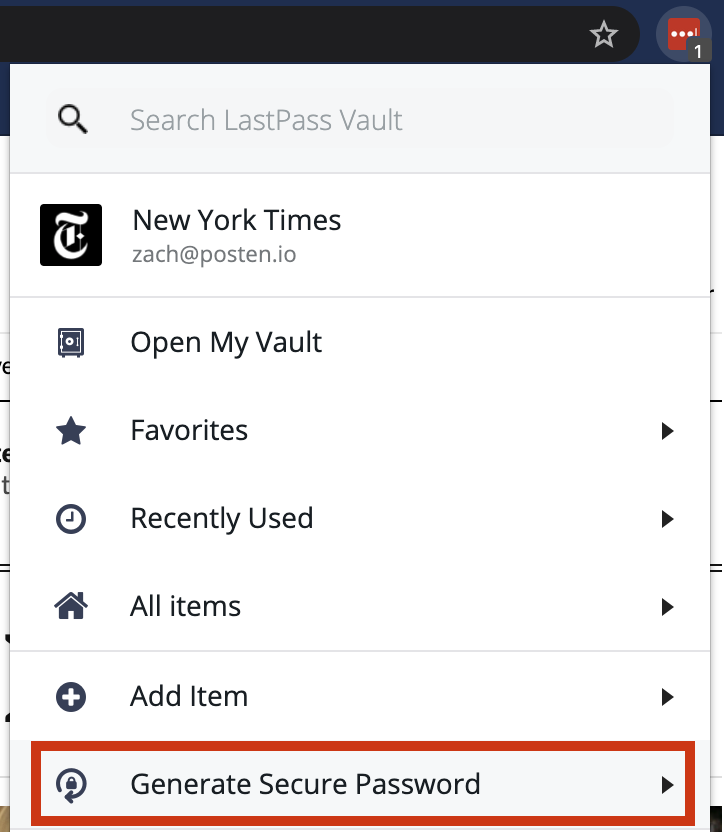 1
Search LastPass Vault
New York Times
zach@posten.io
Open My Vault
Favorites
Recently Used
All items
Add Item
Generate Secure Password